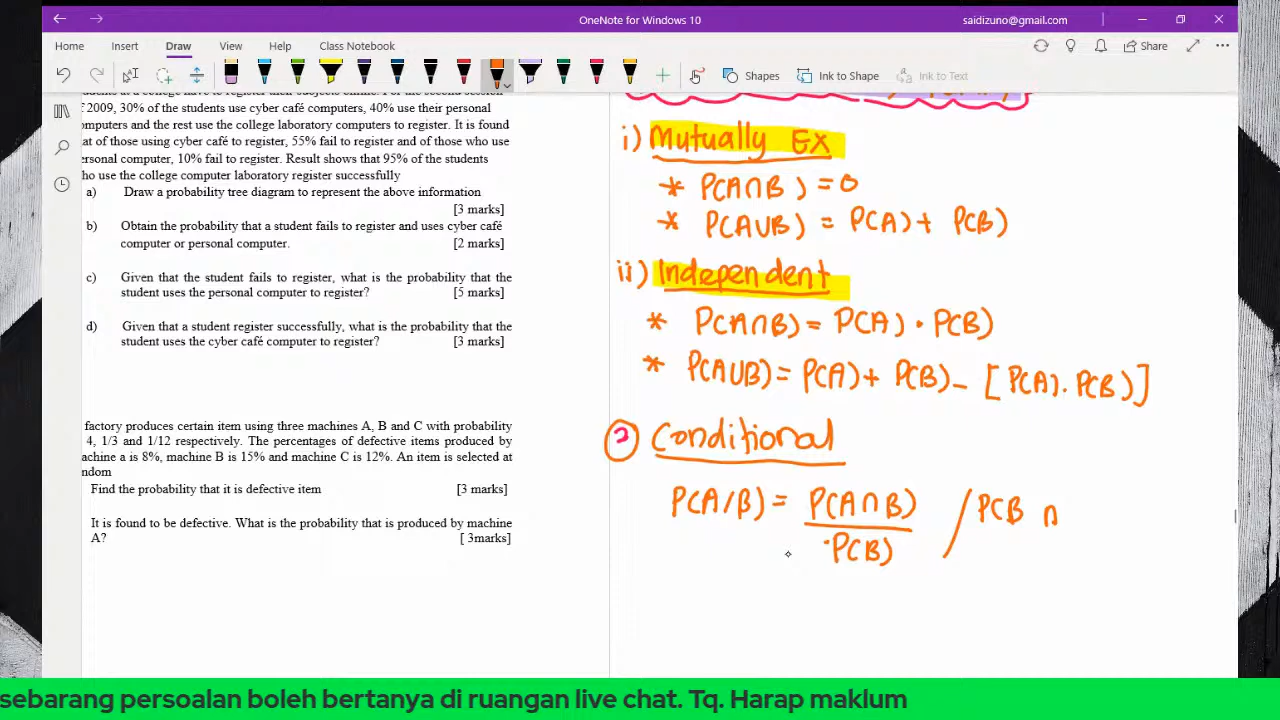 OneNote for Windows 10
saidizuno@gmail.com
Home Insert Draw View Help Class Notebook
Share
Shapes Ink to Shape Ink to Text
2009, 30% of the students use cyber café computers, 40% use their personal
omputers and the rest use the college laboratory computers to register. It is found
at of those using cyber café to register, 55% fail to register and of those who use
ersonal computer, 10% fail to register. Result shows that 95% of the students
ho use the college computer laboratory register successfully
a) Draw a probability tree diagram to represent the above information
[3 marks]
b) Obtain the probability that a student fails to register and uses cyber café
computer or personal computer. [2 marks]
c) Given that the student fails to register, what is the probability that the
student uses the personal computer to register? [5 marks]
d) Given that a student register successfully, what is the probability that the
student uses the cyber café computer to register? [3 marks]
factory produces certain item using three machines A, B and C with probability
4, 1/3 and 1/12 respectively. The percentages of defective items produced by
achine a is 8%, machine B is 15% and machine C is 12%. An item is selected at
ndom
Find the probability that it is defective item [3 marks]
It is found to be defective. What is the probability that is produced by machine
A? [ 3marks]
i) Mutually Ex
* P(A∩B) = 0
* P(A∪B) = P(A) + P(B)
ii) Independent
* P(A∩B) = P(A) · P(B)
* P(A∪B) = P(A) + P(B) - [P(A) . P(B)]
Conditional
P(A/B) = P(A∩B) / P(B ∩
P(B)
sebarang persoalan boleh bertanya di ruangan live chat. Tq. Harap maklum